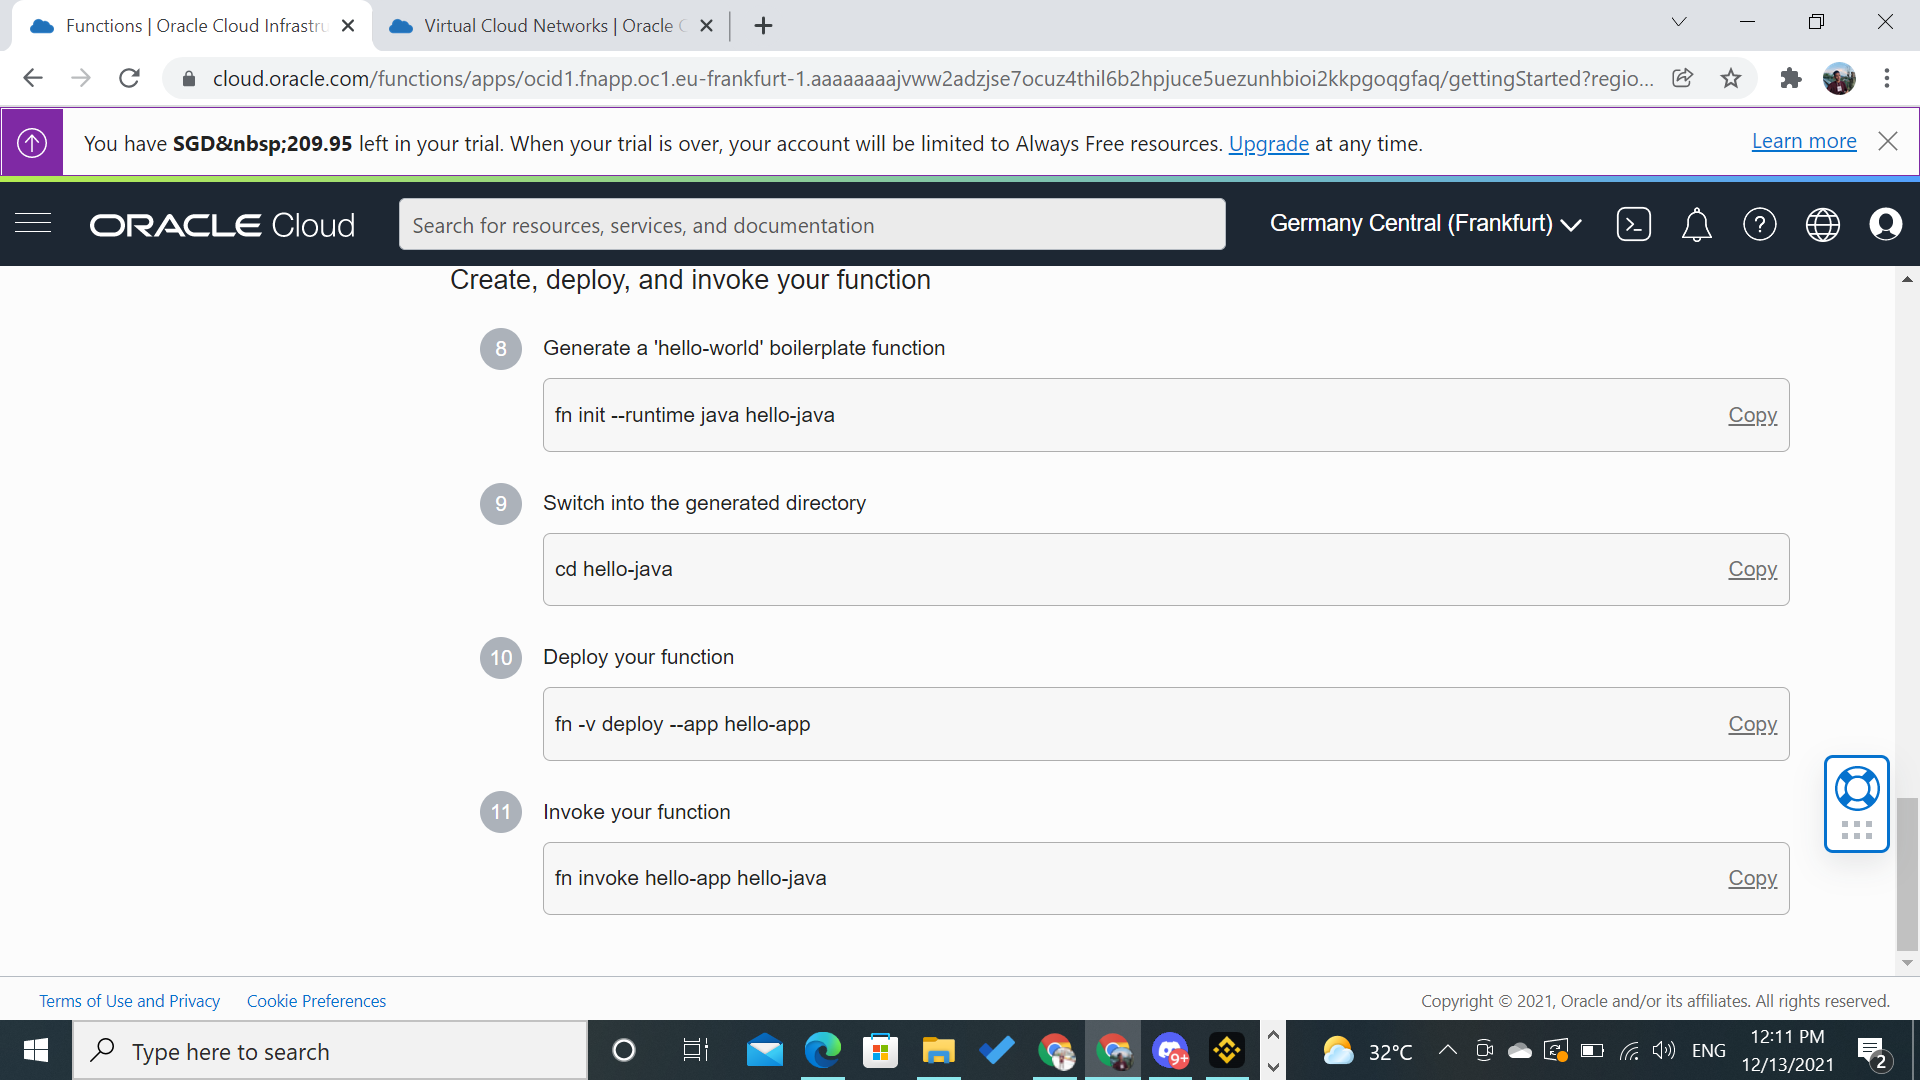 Functions | Oracle Cloud Infrastru
Virtual Cloud Networks | Oracle C
cloud.oracle.com/functions/apps/ocid1.fnapp.oc1.eu-frankfurt-1.aaaaaaaajvww2adzjse7ocuz4thil6b2hpjuce5uezunhbioi2kkpgoqgfaq/gettingStarted?regio...
You have SGD&nbsp;209.95 left in your trial. When your trial is over, your account will be limited to Always Free resources. Upgrade at any time.
Learn more
ORACLE Cloud
Search for resources, services, and documentation
Germany Central (Frankfurt)
Create, deploy, and invoke your function
8 Generate a 'hello-world' boilerplate function
fn init --runtime java hello-java Copy
9 Switch into the generated directory
cd hello-java Copy
10 Deploy your function
fn -v deploy --app hello-app Copy
11 Invoke your function
fn invoke hello-app hello-java Copy
Terms of Use and Privacy Cookie Preferences
Copyright © 2021, Oracle and/or its affiliates. All rights reserved.
Type here to search
9+
32°C
ENG
12:11 PM
12/13/2021
2